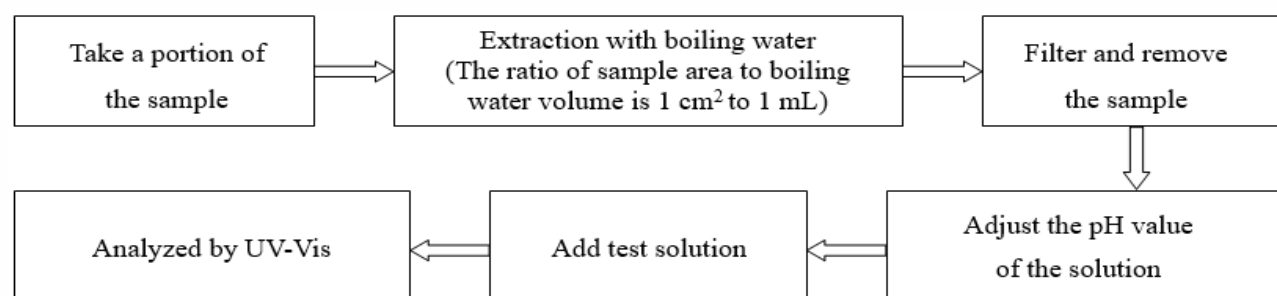 Take a portion of
the sample
Extraction with boiling water
(The ratio of sample area to boiling
water volume is 1 cm² to 1 mL)
Filter and remove
the sample
Adjust the pH value
of the solution
Add test solution
Analyzed by UV-Vis